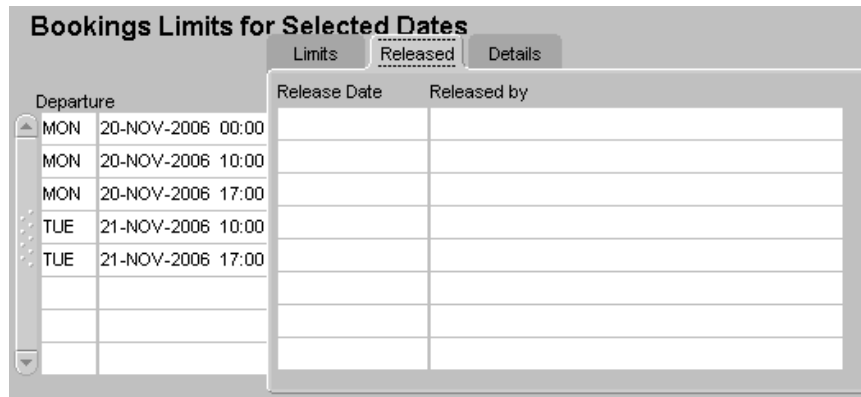 Bookings Limits for Selected Dates
Limits Released Details
Departure Release Date Released by
MON 20-NOV-2006 00:00
MON 20-NOV-2006 10:00
MON 20-NOV-2006 17:00
TUE 21-NOV-2006 10:00
TUE 21-NOV-2006 17:00